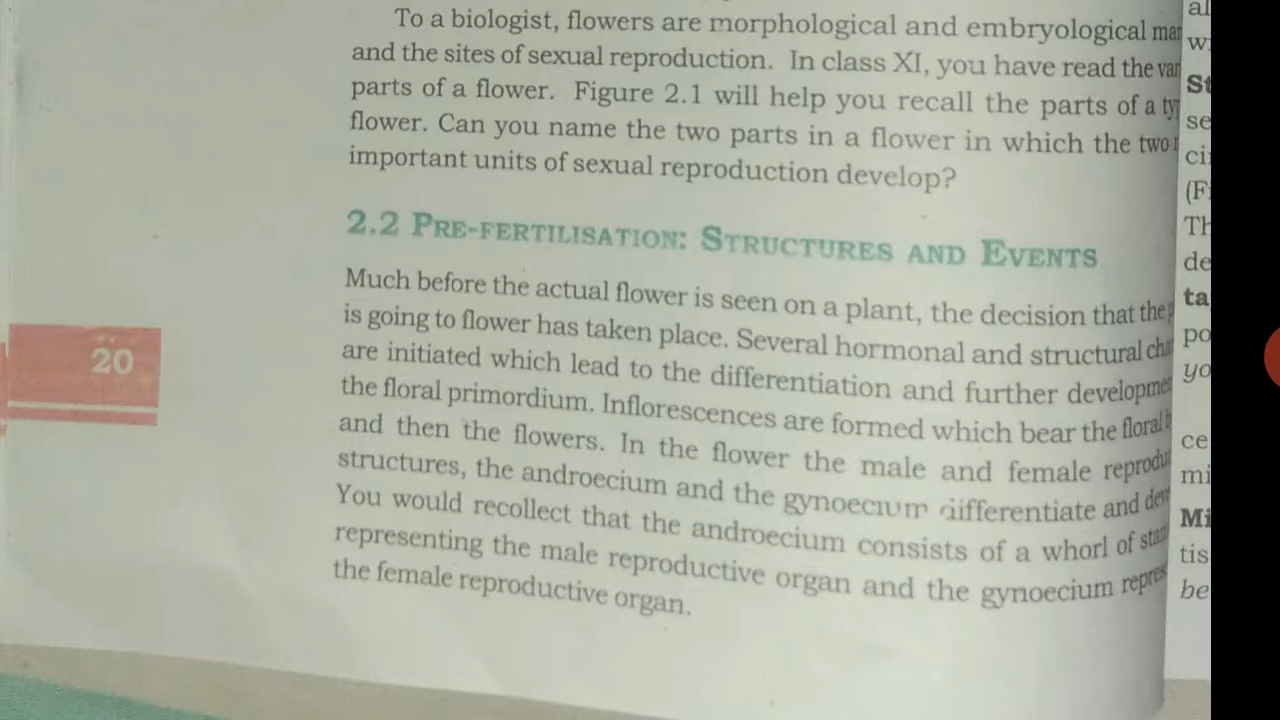 To a biologist, flowers are morphological and embryological
and the sites of sexual reproduction. In class XI, you have read the
parts of a flower. Figure 2.1 will help you recall the parts of a
flower. Can you name the two parts in a flower in which the two
important units of sexual reproduction develop?
2.2 PRE-FERTILISATION: STRUCTURES AND EVENTS
Much before the actual flower is seen on a plant, the decision that the
is going to flower has taken place. Several hormonal and structural
are initiated which lead to the differentiation and further
the floral primordium. Inflorescences are formed which bear the floral
and then the flowers. In the flower the male and female
structures, the androecium and the gynoecium differentiate and
You would recollect that the androecium consists of a whorl of
representing the male reproductive organ and the gynoecium
the female reproductive organ.
20